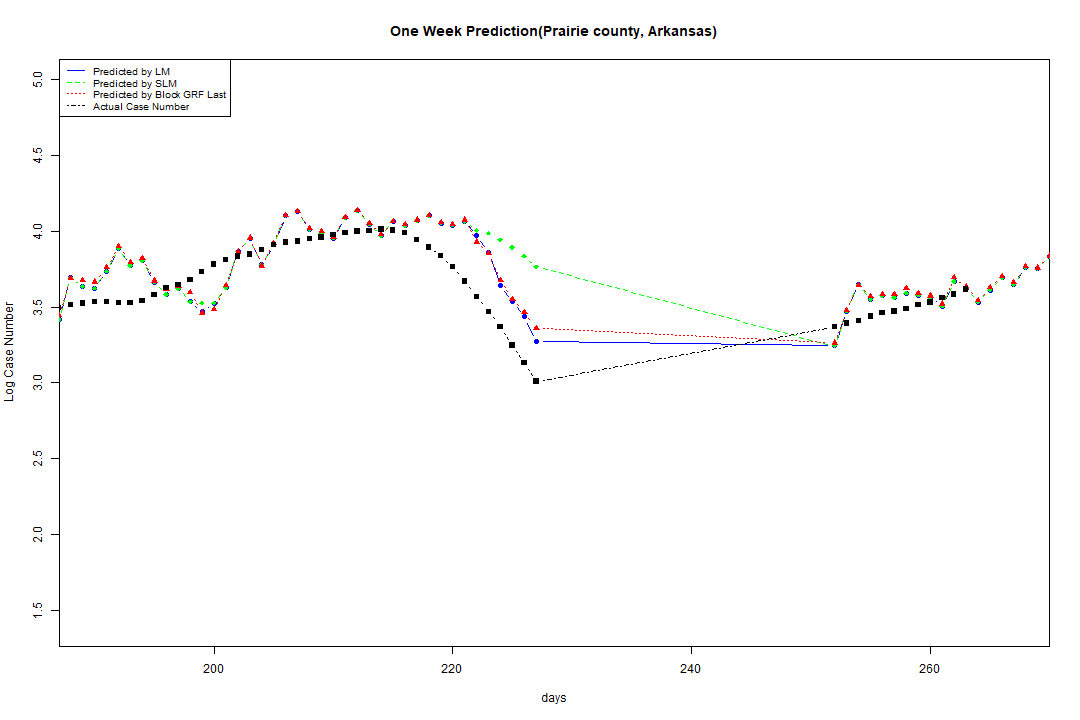 One Week Prediction(Prairie county, Arkansas)
Predicted by LM
Predicted by SLM
Predicted by Block GRF Last
Actual Case Number
Log Case Number
5.0
4.5
4.0
3.5
3.0
2.5
2.0
1.5
200
220
240
260
days